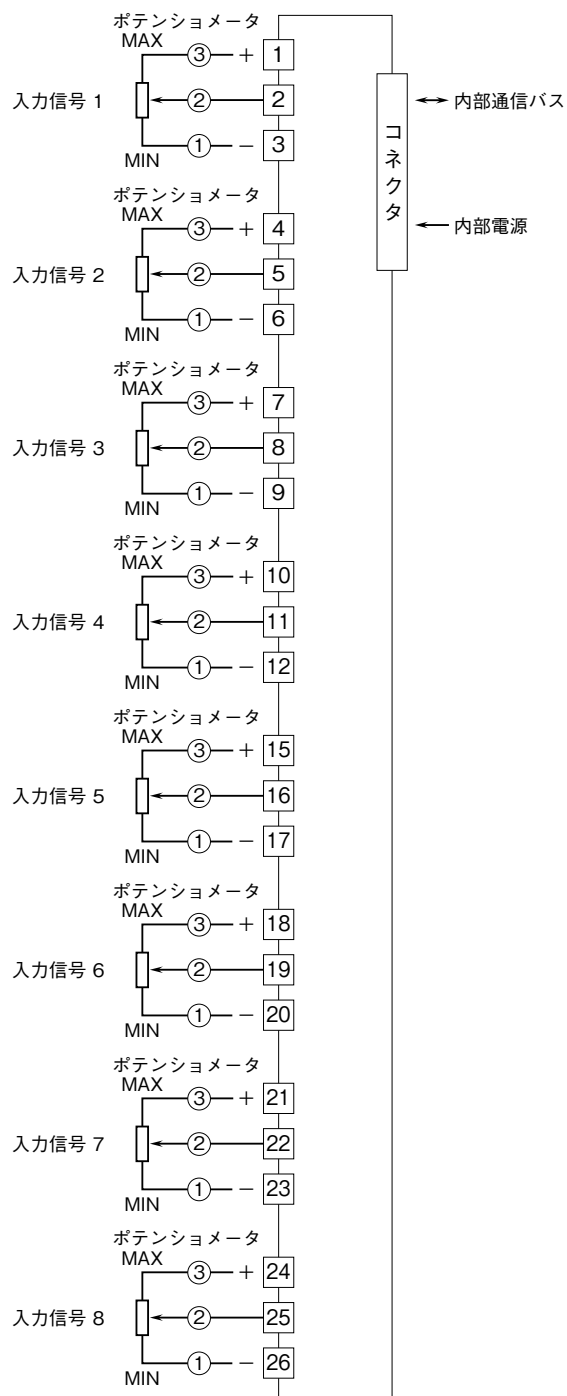 ポテンショメータ
MAX
③ + 1
入力信号 1
② 2
① − 3
MIN
コネクタ
内部通信バス
内部電源
ポテンショメータ
MAX
③ + 4
入力信号 2
② 5
① − 6
MIN
ポテンショメータ
MAX
③ + 7
入力信号 3
② 8
① − 9
MIN
ポテンショメータ
MAX
③ + 10
入力信号 4
② 11
① − 12
MIN
ポテンショメータ
MAX
③ + 15
入力信号 5
② 16
① − 17
MIN
ポテンショメータ
MAX
③ + 18
入力信号 6
② 19
① − 20
MIN
ポテンショメータ
MAX
③ + 21
入力信号 7
② 22
① − 23
MIN
ポテンショメータ
MAX
③ + 24
入力信号 8
② 25
① − 26
MIN